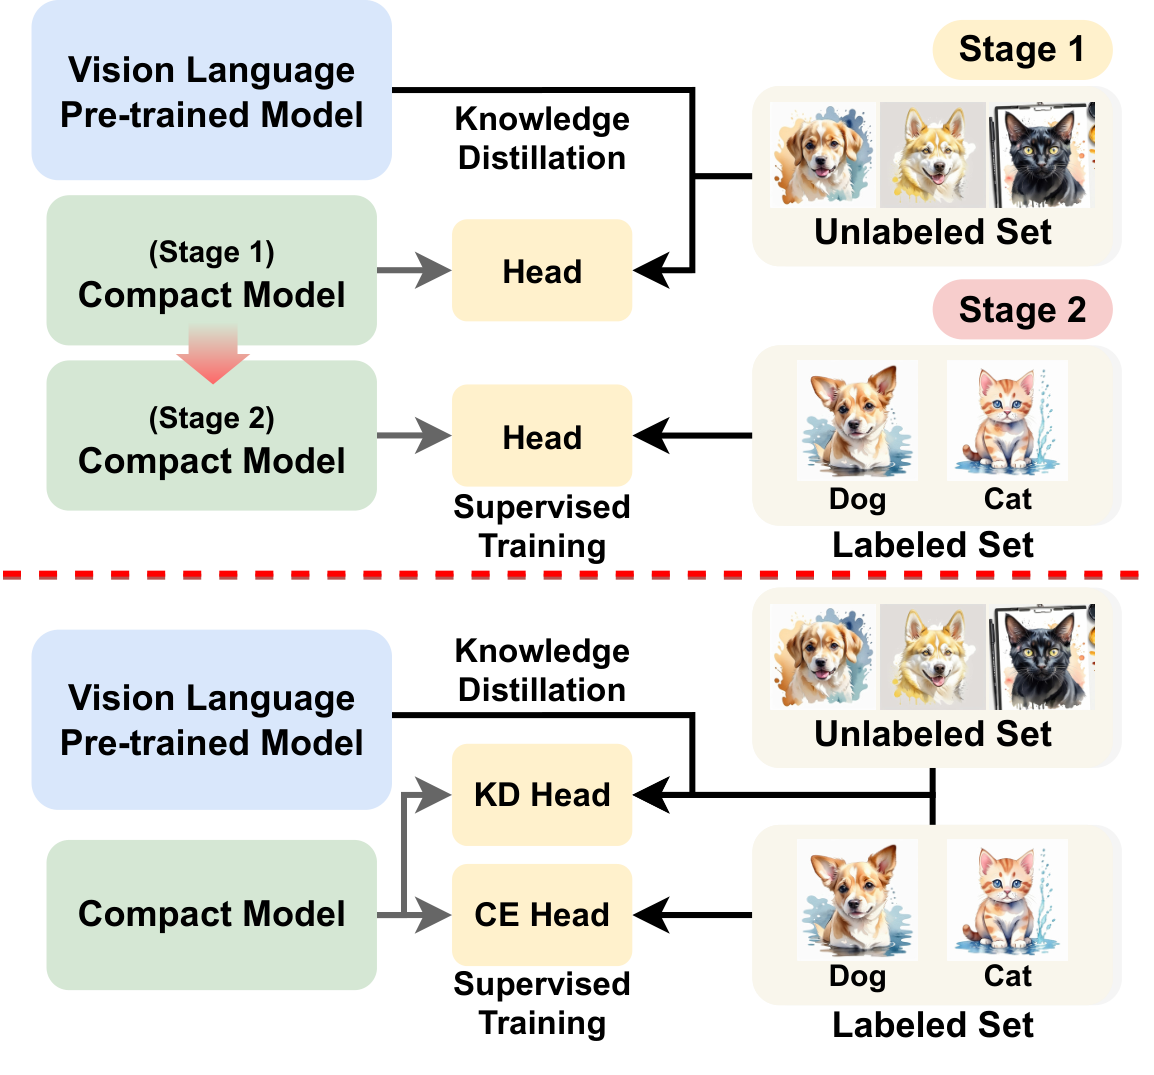 Vision Language
Pre-trained Model
Knowledge
Distillation
Stage 1
Unlabeled Set
(Stage 1)
Compact Model
Head
Stage 2
(Stage 2)
Compact Model
Head
Supervised
Training
Dog
Cat
Labeled Set
Vision Language
Pre-trained Model
Knowledge
Distillation
Unlabeled Set
KD Head
Compact Model
CE Head
Supervised
Training
Dog
Cat
Labeled Set